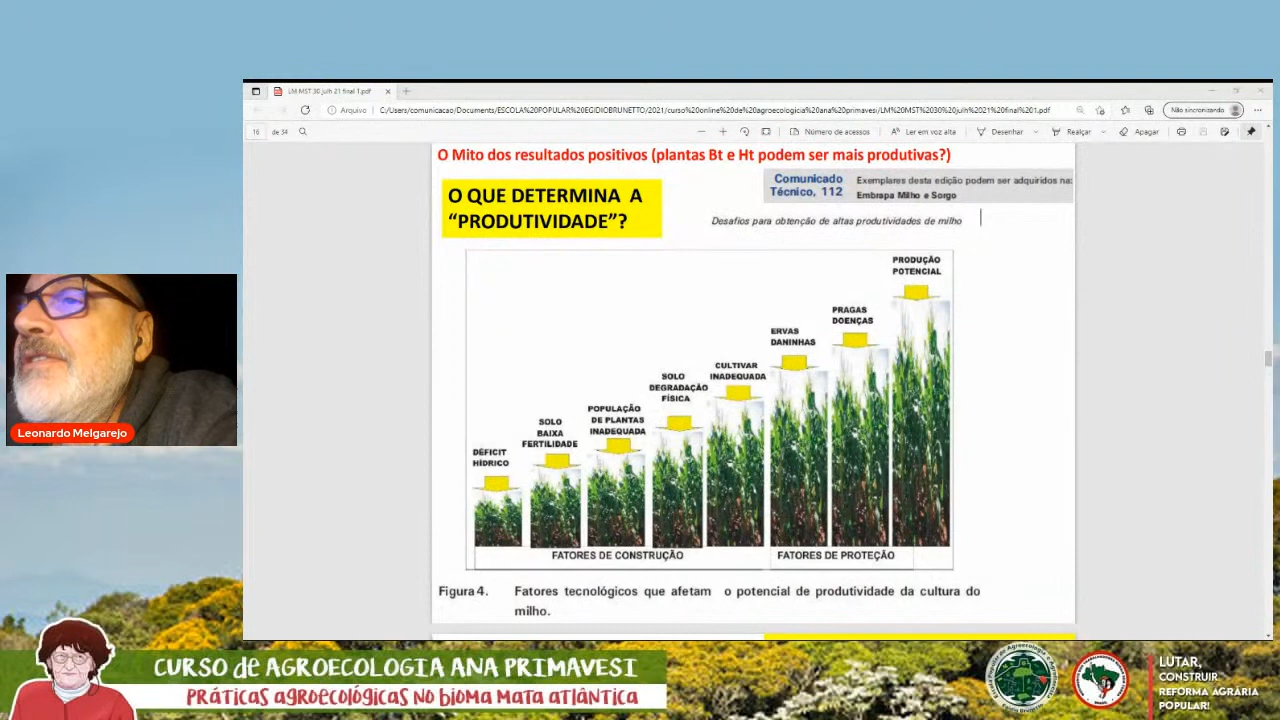 LM MST 30 julh 21 final 1.pdf
Arquivo
C:/Users/comunicacao/Documents/ESCOLA%20POPULAR%20EGIDIOBRUNETTO/2021/curso%20online%20de%20agroecologicia%20ana%20primavesi/LM%20MST%2030%20julh%2021%20final%201.pdf
Não sincronizando
16 de 34
Número de acessos
Ler em voz alta
Desenhar
Realçar
Apagar
O Mito dos resultados positivos (plantas Bt e Ht podem ser mais produtivas?)
O QUE DETERMINA A
“PRODUTIVIDADE”?
Comunicado
Técnico, 112
Exemplares desta edição podem ser adquiridos na:
Embrapa Milho e Sorgo
Desafios para obtenção de altas produtividades de milho
DÉFICIT
HÍDRICO
SOLO
BAIXA
FERTILIDADE
POPULAÇÃO
DE PLANTAS
INADEQUADA
SOLO
DEGRADAÇÃO
FÍSICA
CULTIVAR
INADEQUADA
ERVAS
DANINHAS
PRAGAS
DOENÇAS
PRODUÇÃO
POTENCIAL
FATORES DE CONSTRUÇÃO
FATORES DE PROTEÇÃO
Figura 4. Fatores tecnológicos que afetam o potencial de produtividade da cultura do
milho.
Leonardo Melgarejo
CURSO de AGROECOLOGIA ANA PRIMAVESI
PRÁTICAS AGROECOLÓGICAS NO BIOMA MATA ATLÂNTICA
LUTAR,
CONSTRUIR
REFORMA AGRÁRIA
POPULAR!